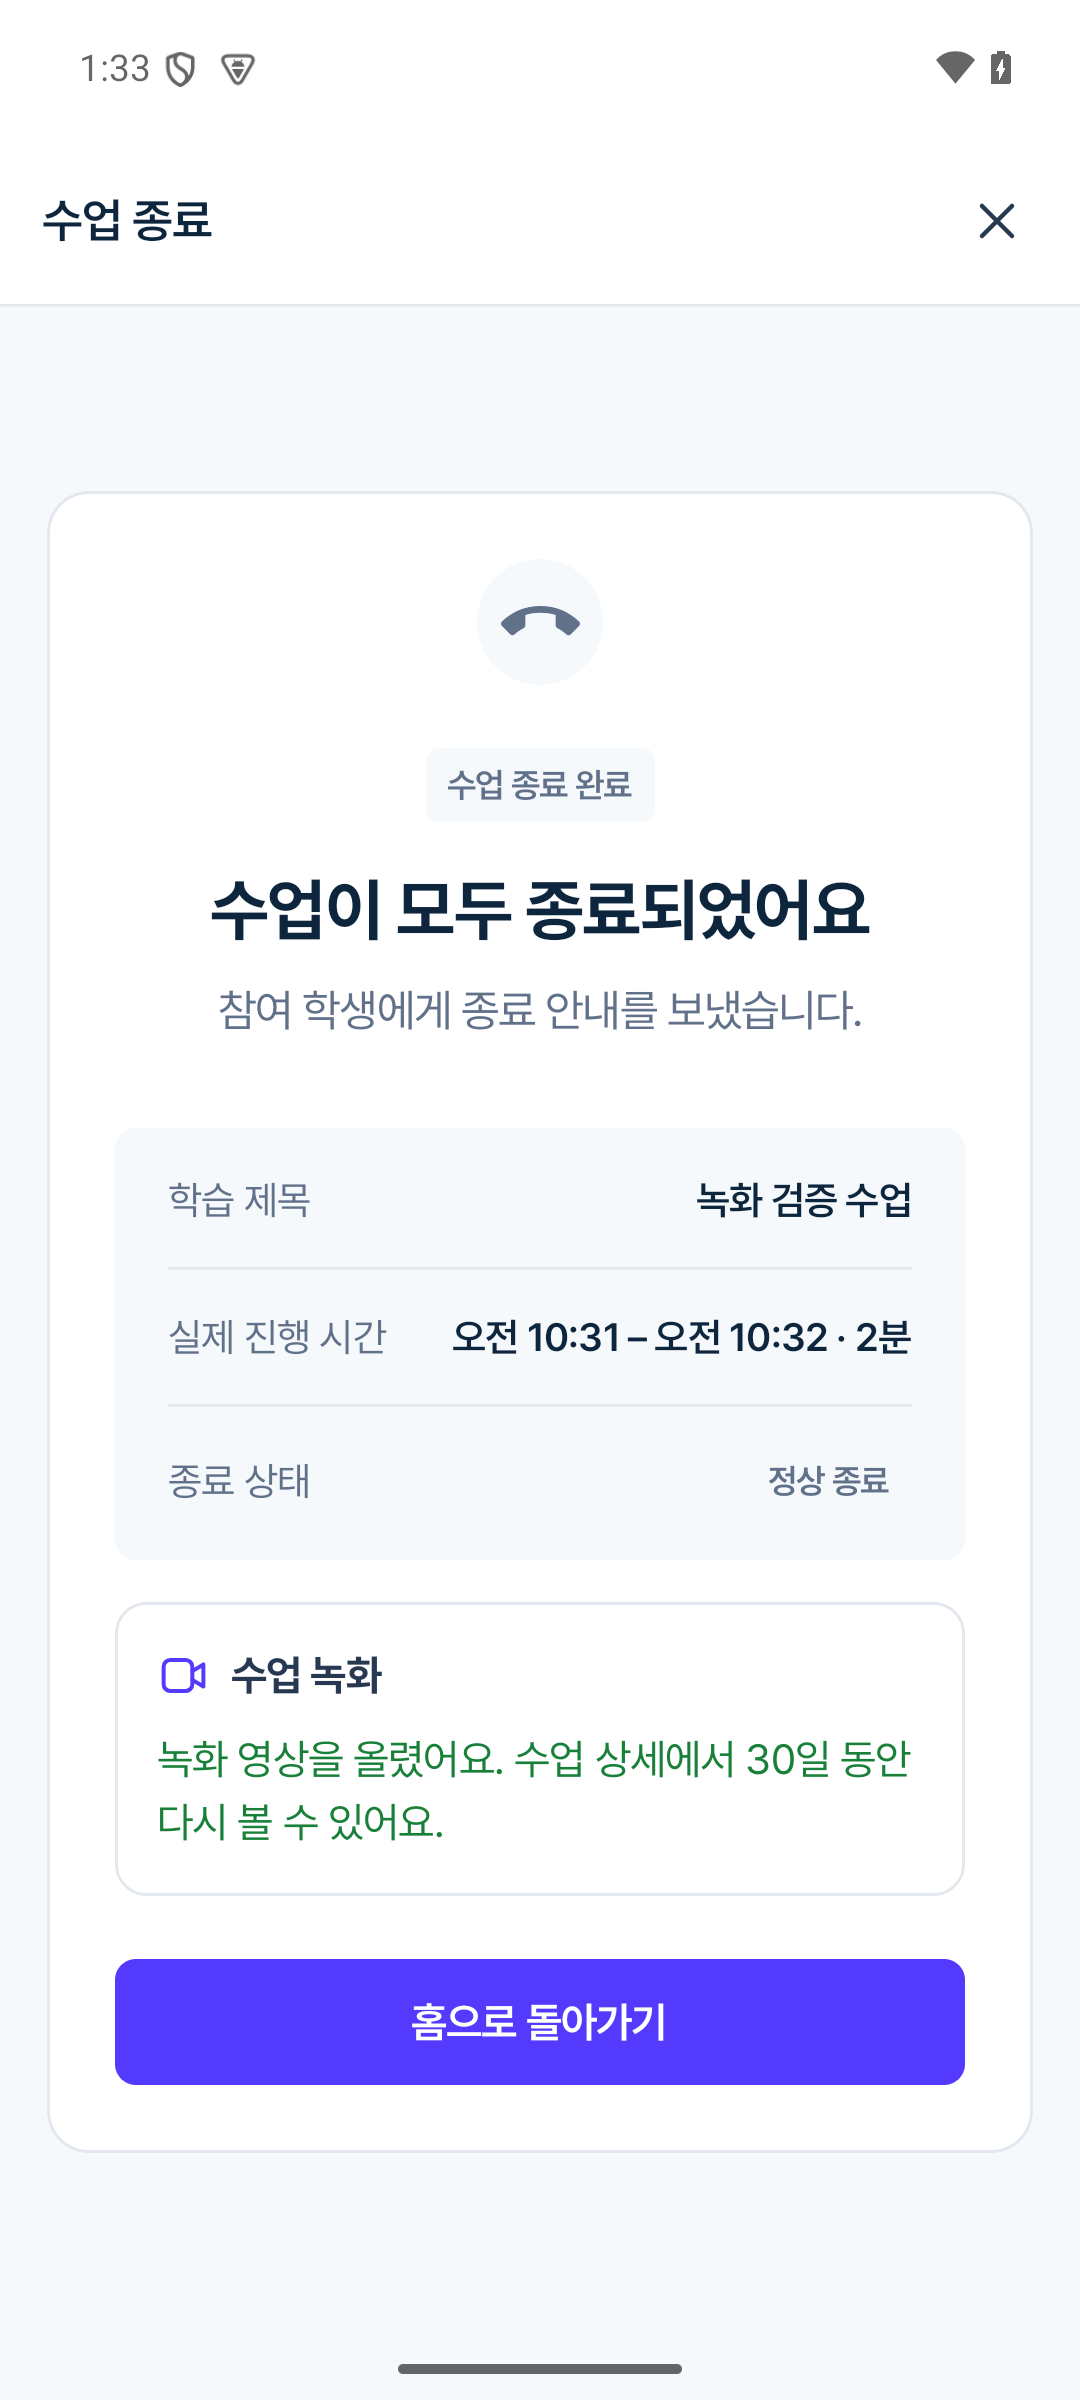 1:33
수업 종료
수업 종료 완료
수업이 모두 종료되었어요
참여 학생에게 종료 안내를 보냈습니다.
학습 제목
녹화 검증 수업
실제 진행 시간
오전 10:31 – 오전 10:32 · 2분
종료 상태
정상 종료
수업 녹화
녹화 영상을 올렸어요. 수업 상세에서 30일 동안
다시 볼 수 있어요.
홈으로 돌아가기